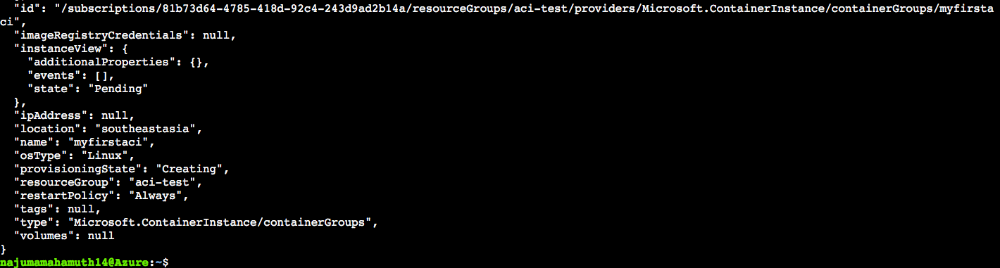 "id": "/subscriptions/81b73d64-4785-418d-92c4-243d9ad2b14a/resourceGroups/aci-test/providers/Microsoft.ContainerInstance/containerGroups/myfirsta
ci",
"imageRegistryCredentials": null,
"instanceView": {
"additionalProperties": {},
"events": [],
"state": "Pending"
},
"ipAddress": null,
"location": "southeastasia",
"name": "myfirstaci",
"osType": "Linux",
"provisioningState": "Creating",
"resourceGroup": "aci-test",
"restartPolicy": "Always",
"tags": null,
"type": "Microsoft.ContainerInstance/containerGroups",
"volumes": null
}
najumamahamuth14@Azure:~$